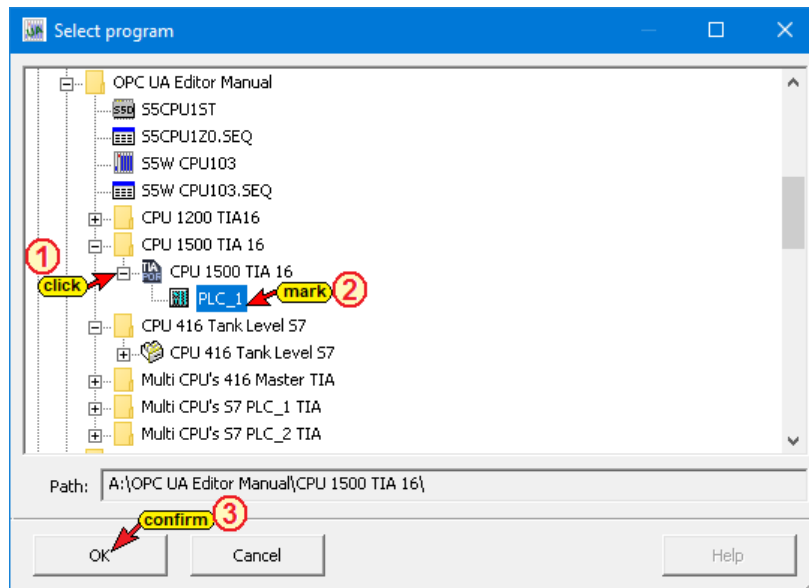 Select program
OPC UA Editor Manual
S5D S5CPU1ST
S5CPU1Z0.SEQ
S5W CPU103
S5W CPU103.SEQ
CPU 1200 TIA16
1
CPU 1500 TIA 16
click
TIA POR CPU 1500 TIA 16
PLC_1
mark
2
CPU 416 Tank Level S7
CPU 416 Tank Level S7
Multi CPU's 416 Master TIA
Multi CPU's S7 PLC_1 TIA
Multi CPU's S7 PLC_2 TIA
Path: A:\OPC UA Editor Manual\CPU 1500 TIA 16\
confirm
3
OK Cancel Help